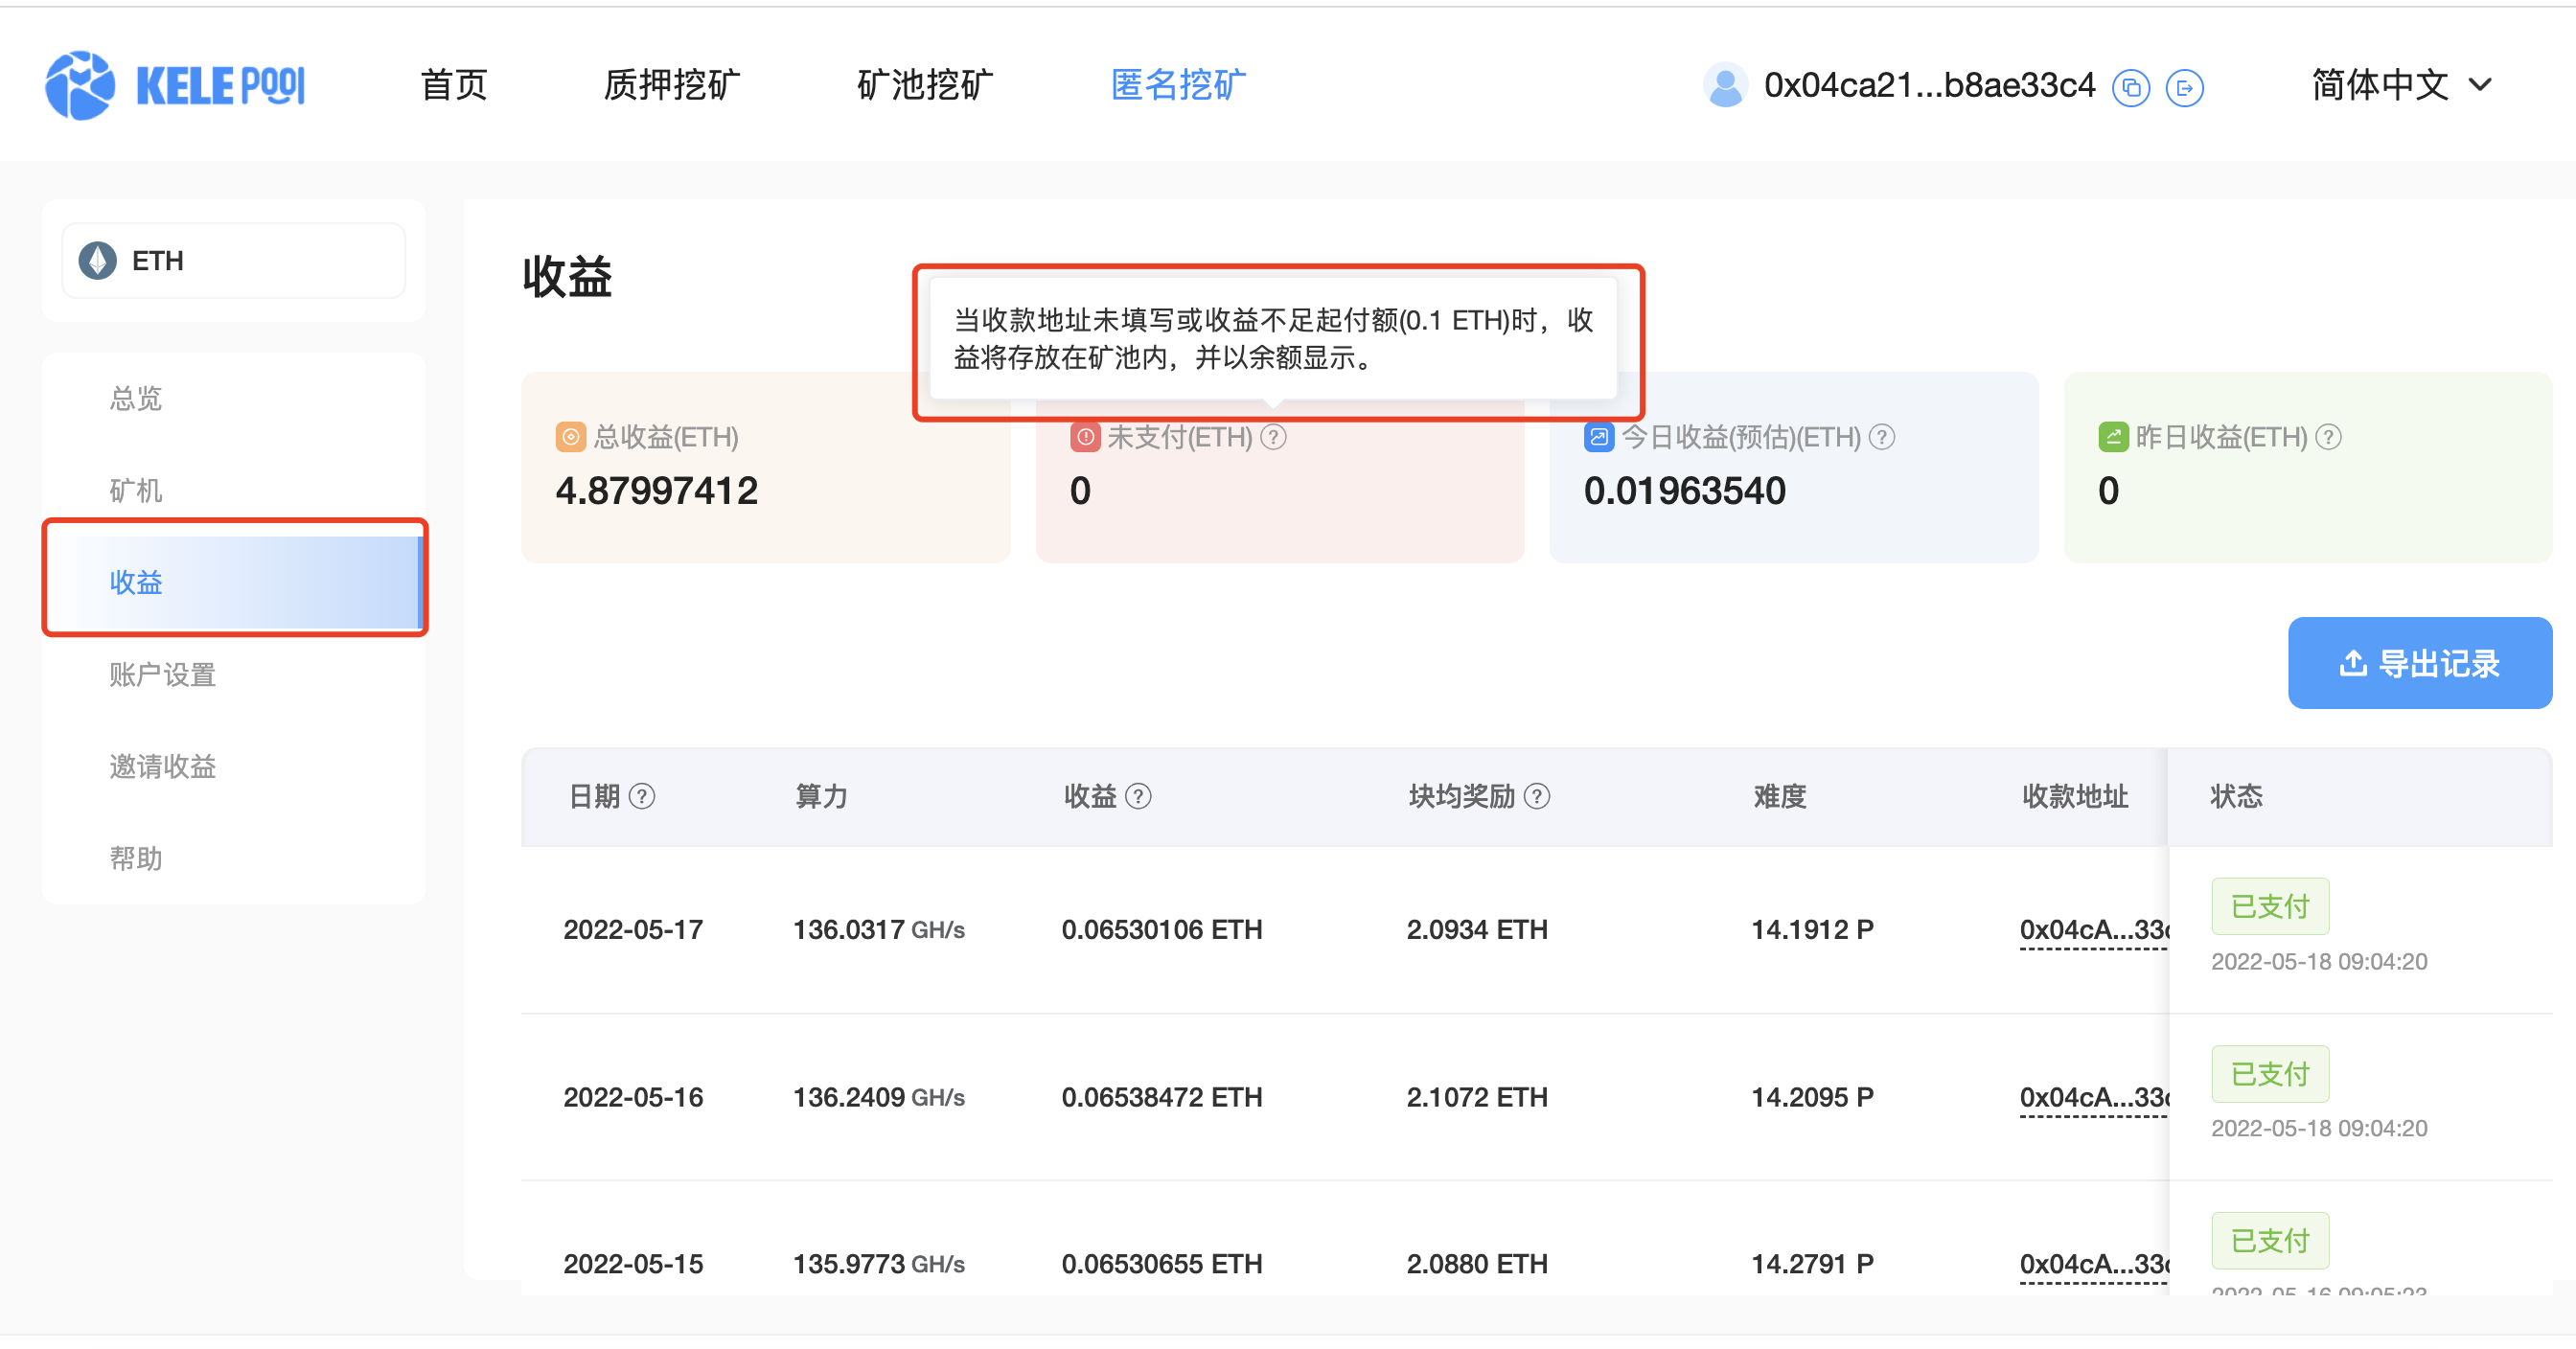 KELE POOL 首页 质押挖矿 矿池挖矿 匿名挖矿 0x04ca21...b8ae33c4 简体中文
ETH
总览
矿机
收益
账户设置
邀请收益
帮助
收益
当收款地址未填写或收益不足起付额(0.1 ETH)时，收
益将存放在矿池内，并以余额显示。
总收益(ETH)
4.87997412
未支付(ETH) ?
0
今日收益(预估)(ETH) ?
0.01963540
昨日收益(ETH) ?
0
导出记录
日期 ? 算力 收益 ? 块均奖励 ? 难度 收款地址 状态
2022-05-17 136.0317 GH/s 0.06530106 ETH 2.0934 ETH 14.1912 P 0x04cA...33c 已支付
2022-05-18 09:04:20
2022-05-16 136.2409 GH/s 0.06538472 ETH 2.1072 ETH 14.2095 P 0x04cA...33c 已支付
2022-05-18 09:04:20
2022-05-15 135.9773 GH/s 0.06530655 ETH 2.0880 ETH 14.2791 P 0x04cA...33c 已支付